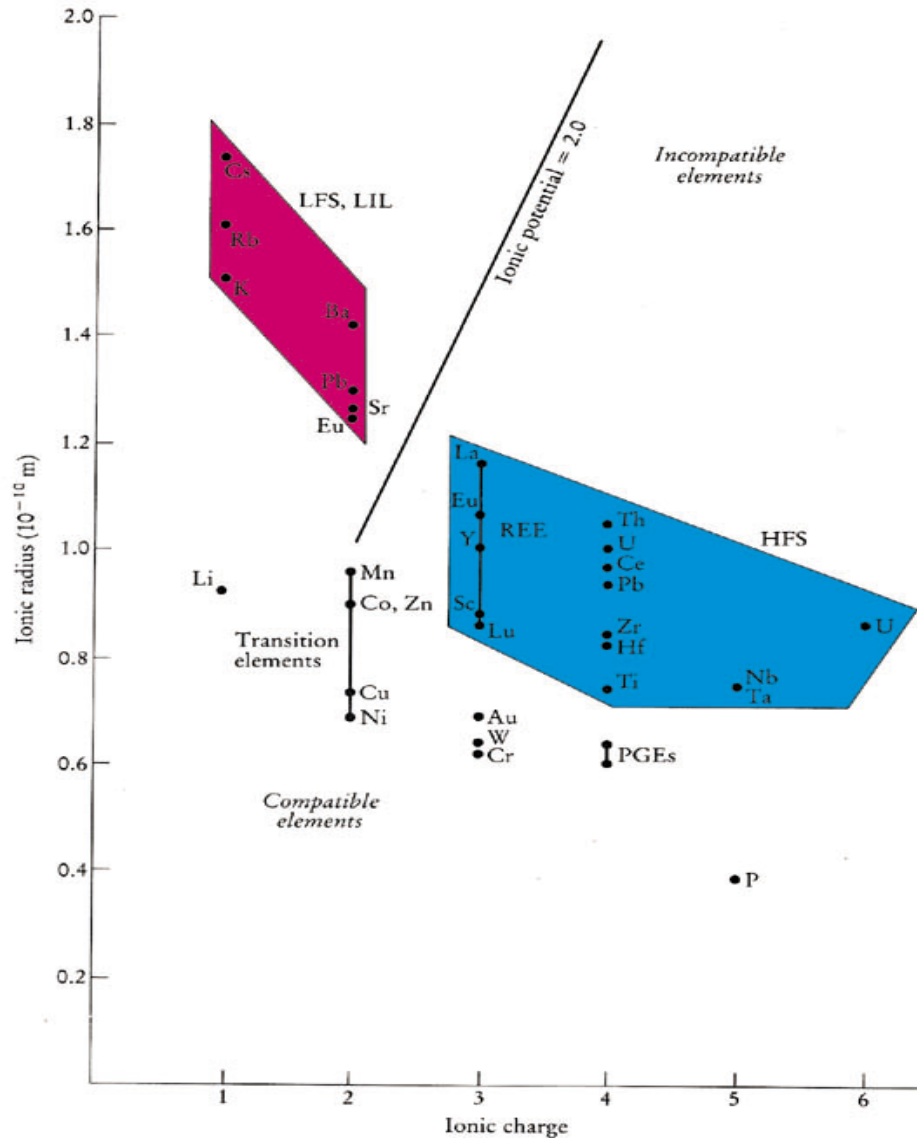 2.0
1.8
1.6
1.4
1.2
1.0
0.8
0.6
0.4
0.2
Ionic radius (10⁻¹⁰ m)
1
2
3
4
5
6
Ionic charge
Ionic potential = 2.0
Incompatible
elements
LFS, LIL
Cs
Rb
K
Ba
Pb
Sr
Eu
HFS
La
Eu
REE
Y
Sc
Lu
Th
U
Ce
Pb
Zr
Hf
Ti
Nb
Ta
U
Li
Mn
Co, Zn
Transition
elements
Cu
Ni
Au
W
Cr
PGEs
Compatible
elements
P